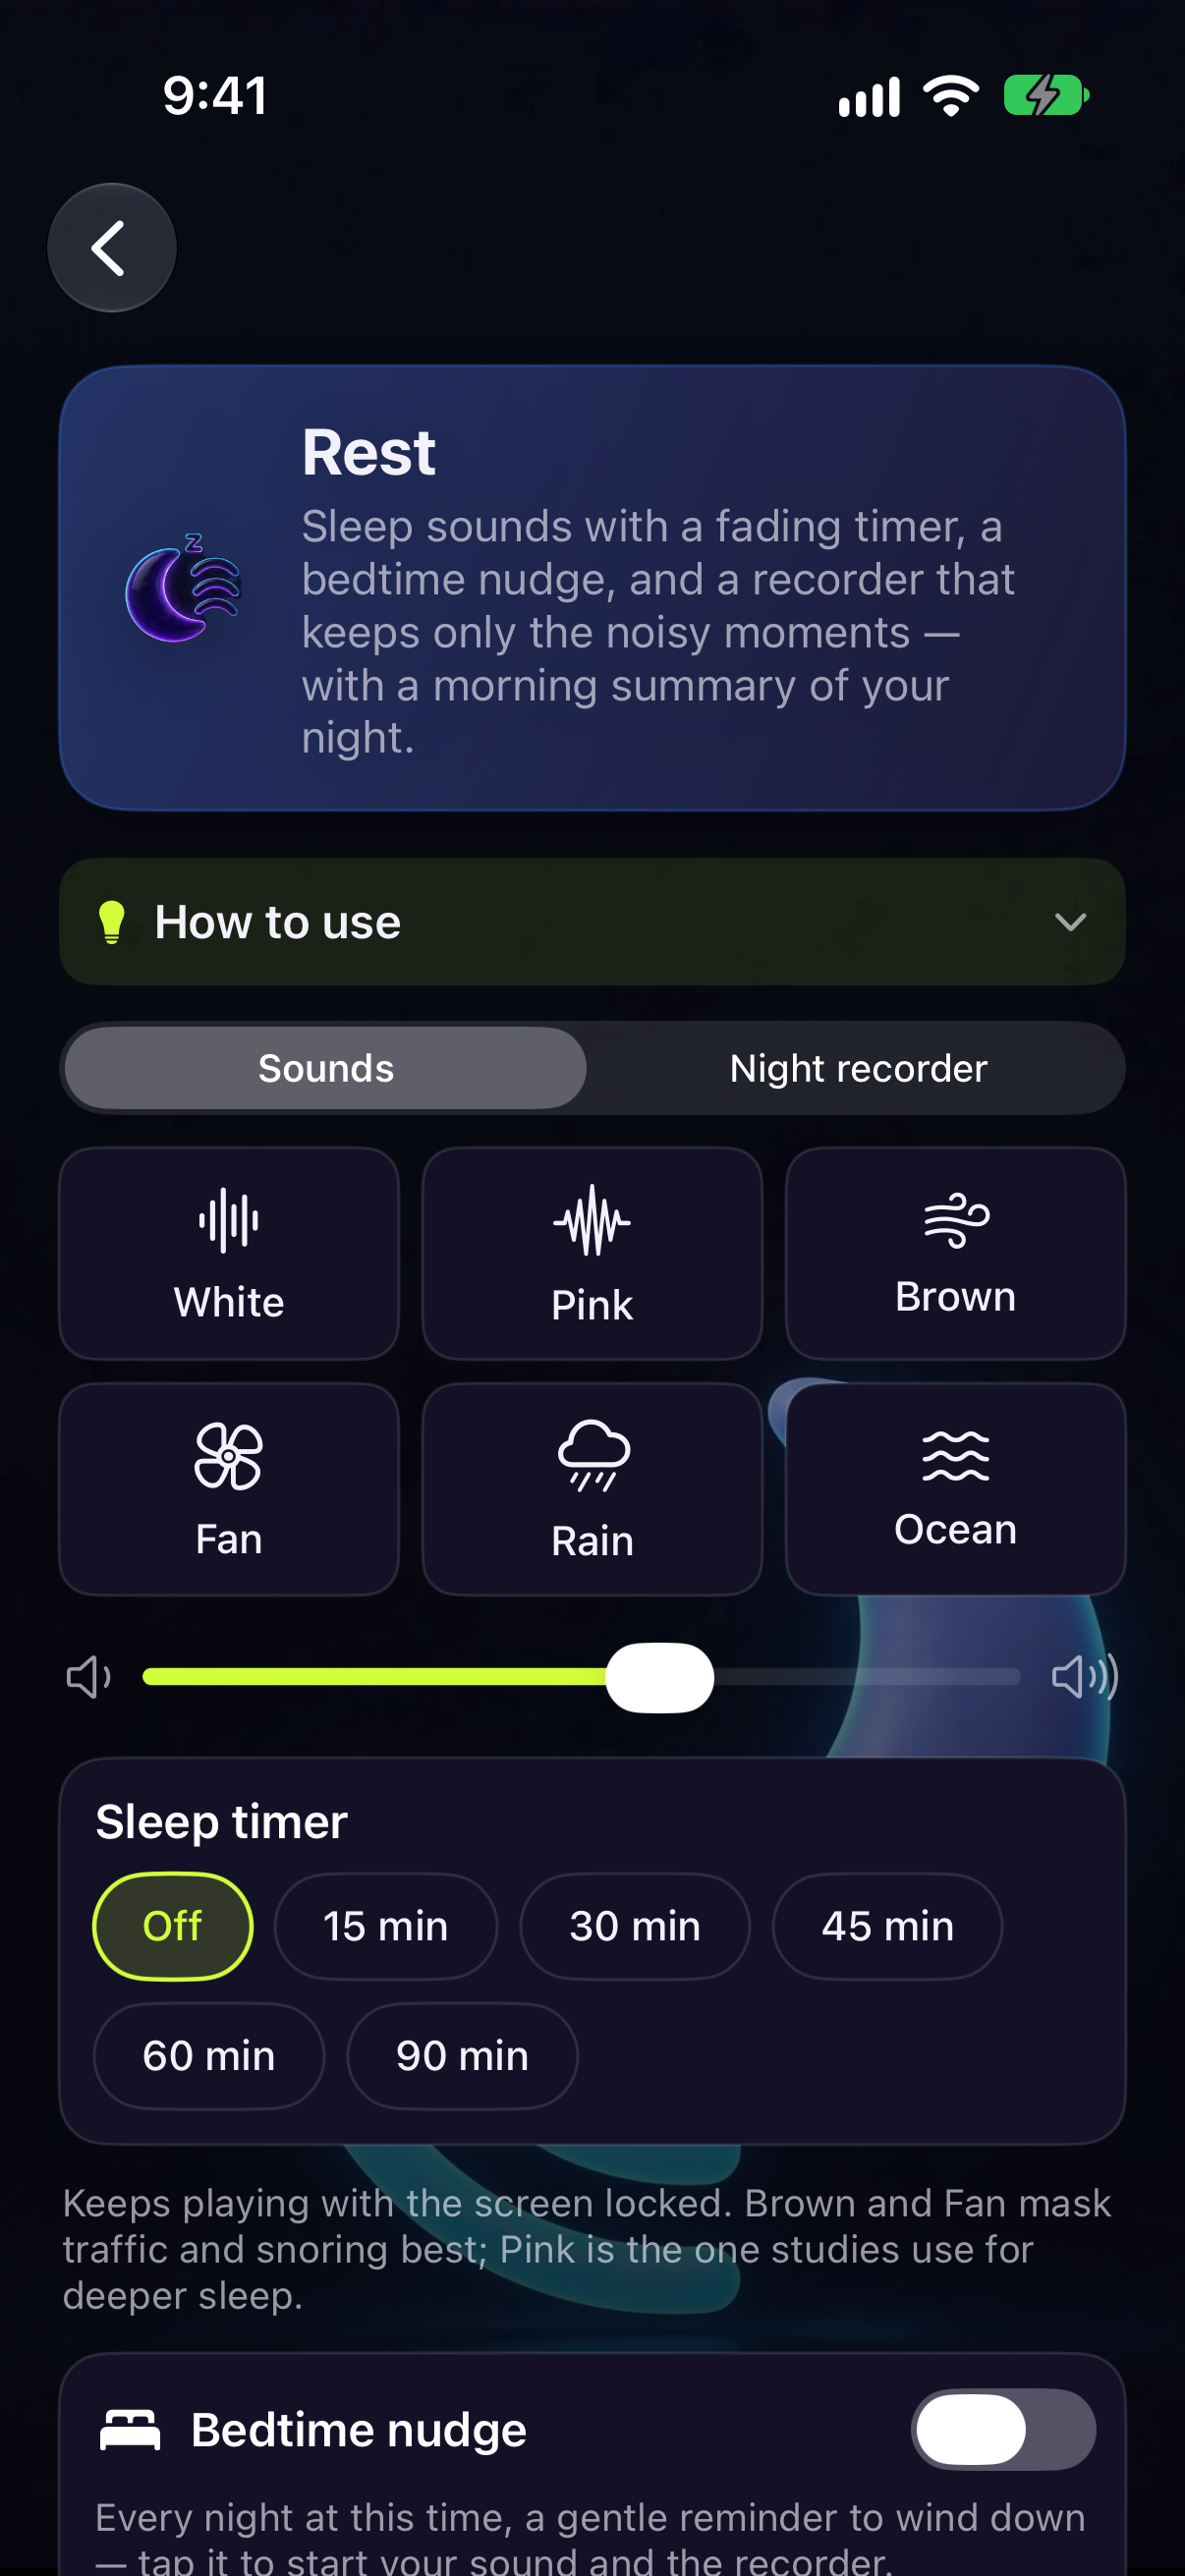 9:41
Rest
Sleep sounds with a fading timer, a
bedtime nudge, and a recorder that
keeps only the noisy moments —
with a morning summary of your
night.
How to use
Sounds
Night recorder
White
Pink
Brown
Fan
Rain
Ocean
Sleep timer
Off
15 min
30 min
45 min
60 min
90 min
Keeps playing with the screen locked. Brown and Fan mask
traffic and snoring best; Pink is the one studies use for
deeper sleep.
Bedtime nudge
Every night at this time, a gentle reminder to wind down
— tap it to start your sound and the recorder.